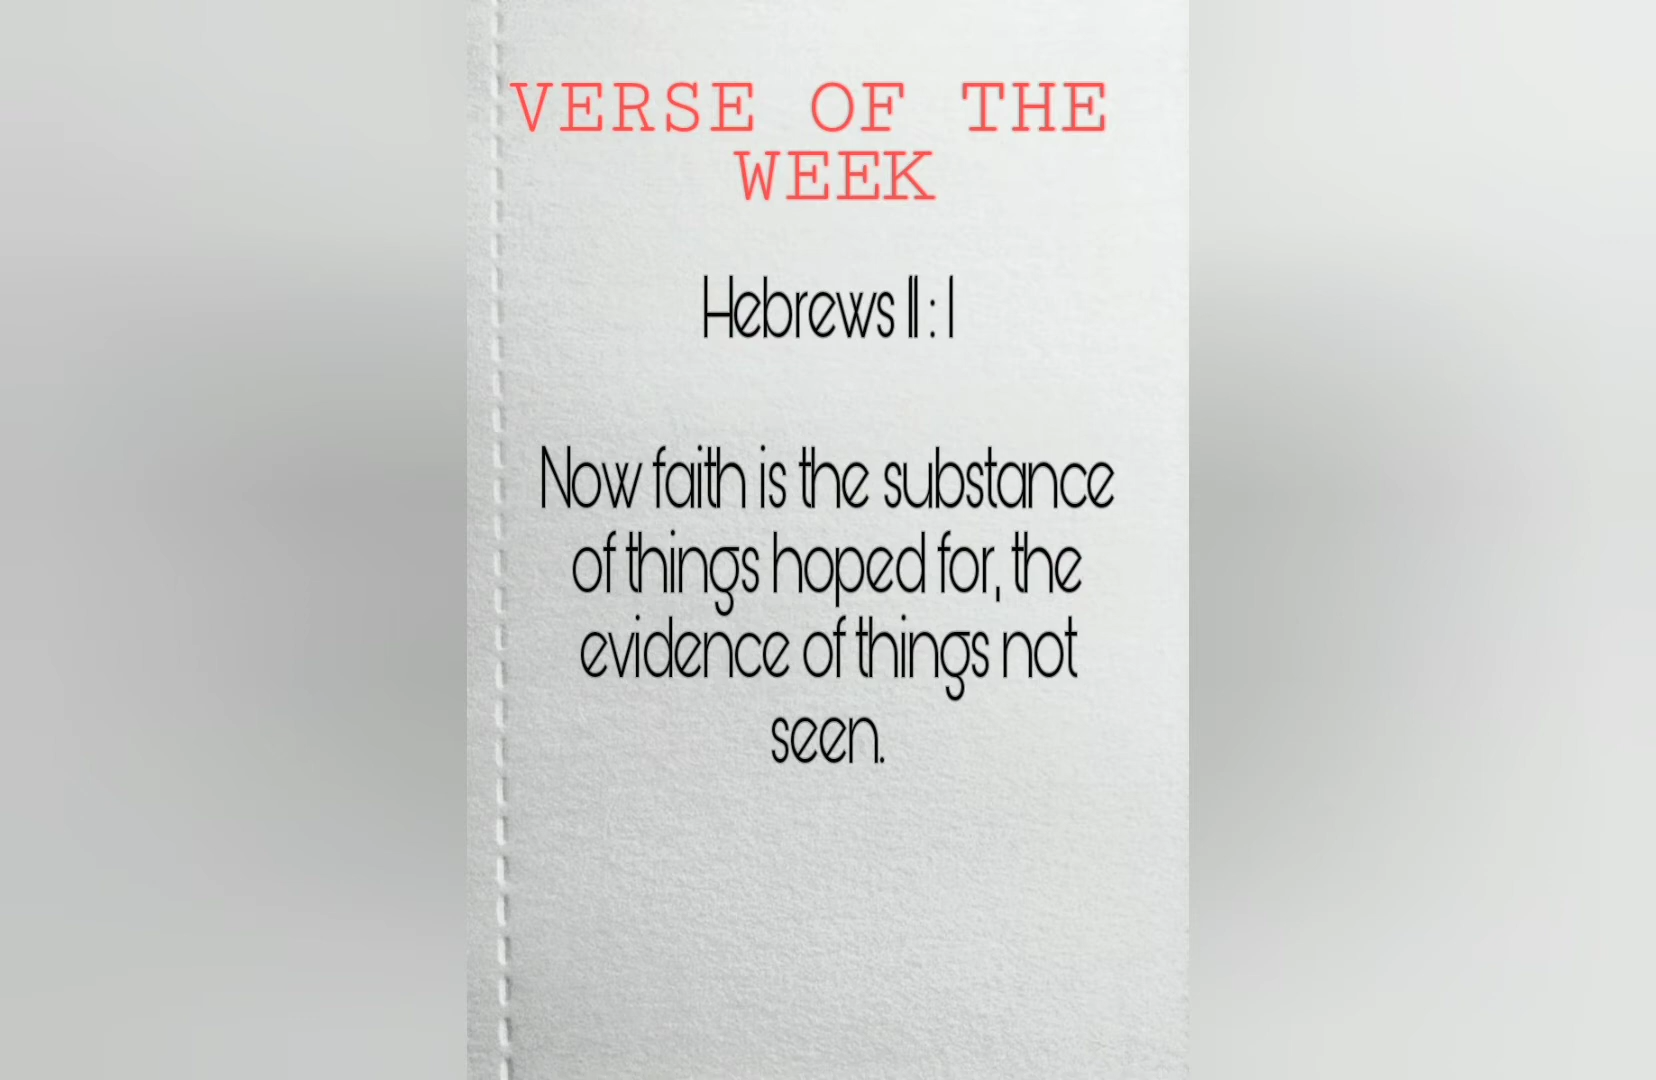 VERSE OF THE
WEEK
Hebrews 11 : 1
Now faith is the substance
of things hoped for, the
evidence of things not
seen.